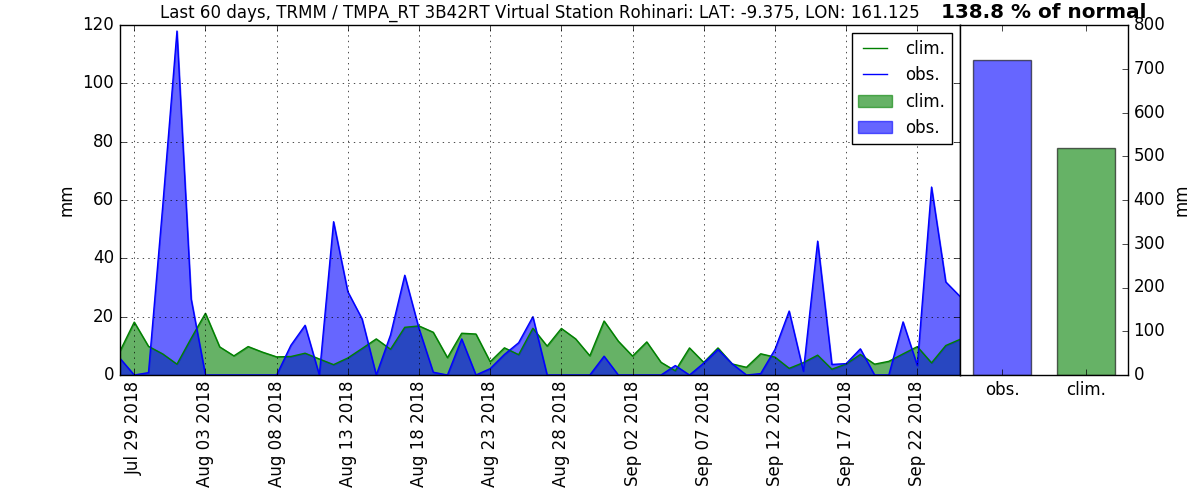 Last 60 days, TRMM / TMPA_RT 3B42RT Virtual Station Rohinari: LAT: -9.375, LON: 161.125
138.8 % of normal
120
100
80
60
40
20
0
mm
Jul 29 2018
Aug 03 2018
Aug 08 2018
Aug 13 2018
Aug 18 2018
Aug 23 2018
Aug 28 2018
Sep 02 2018
Sep 07 2018
Sep 12 2018
Sep 17 2018
Sep 22 2018
clim.
obs.
clim.
obs.
800
700
600
500
400
300
200
100
0
mm
obs.
clim.